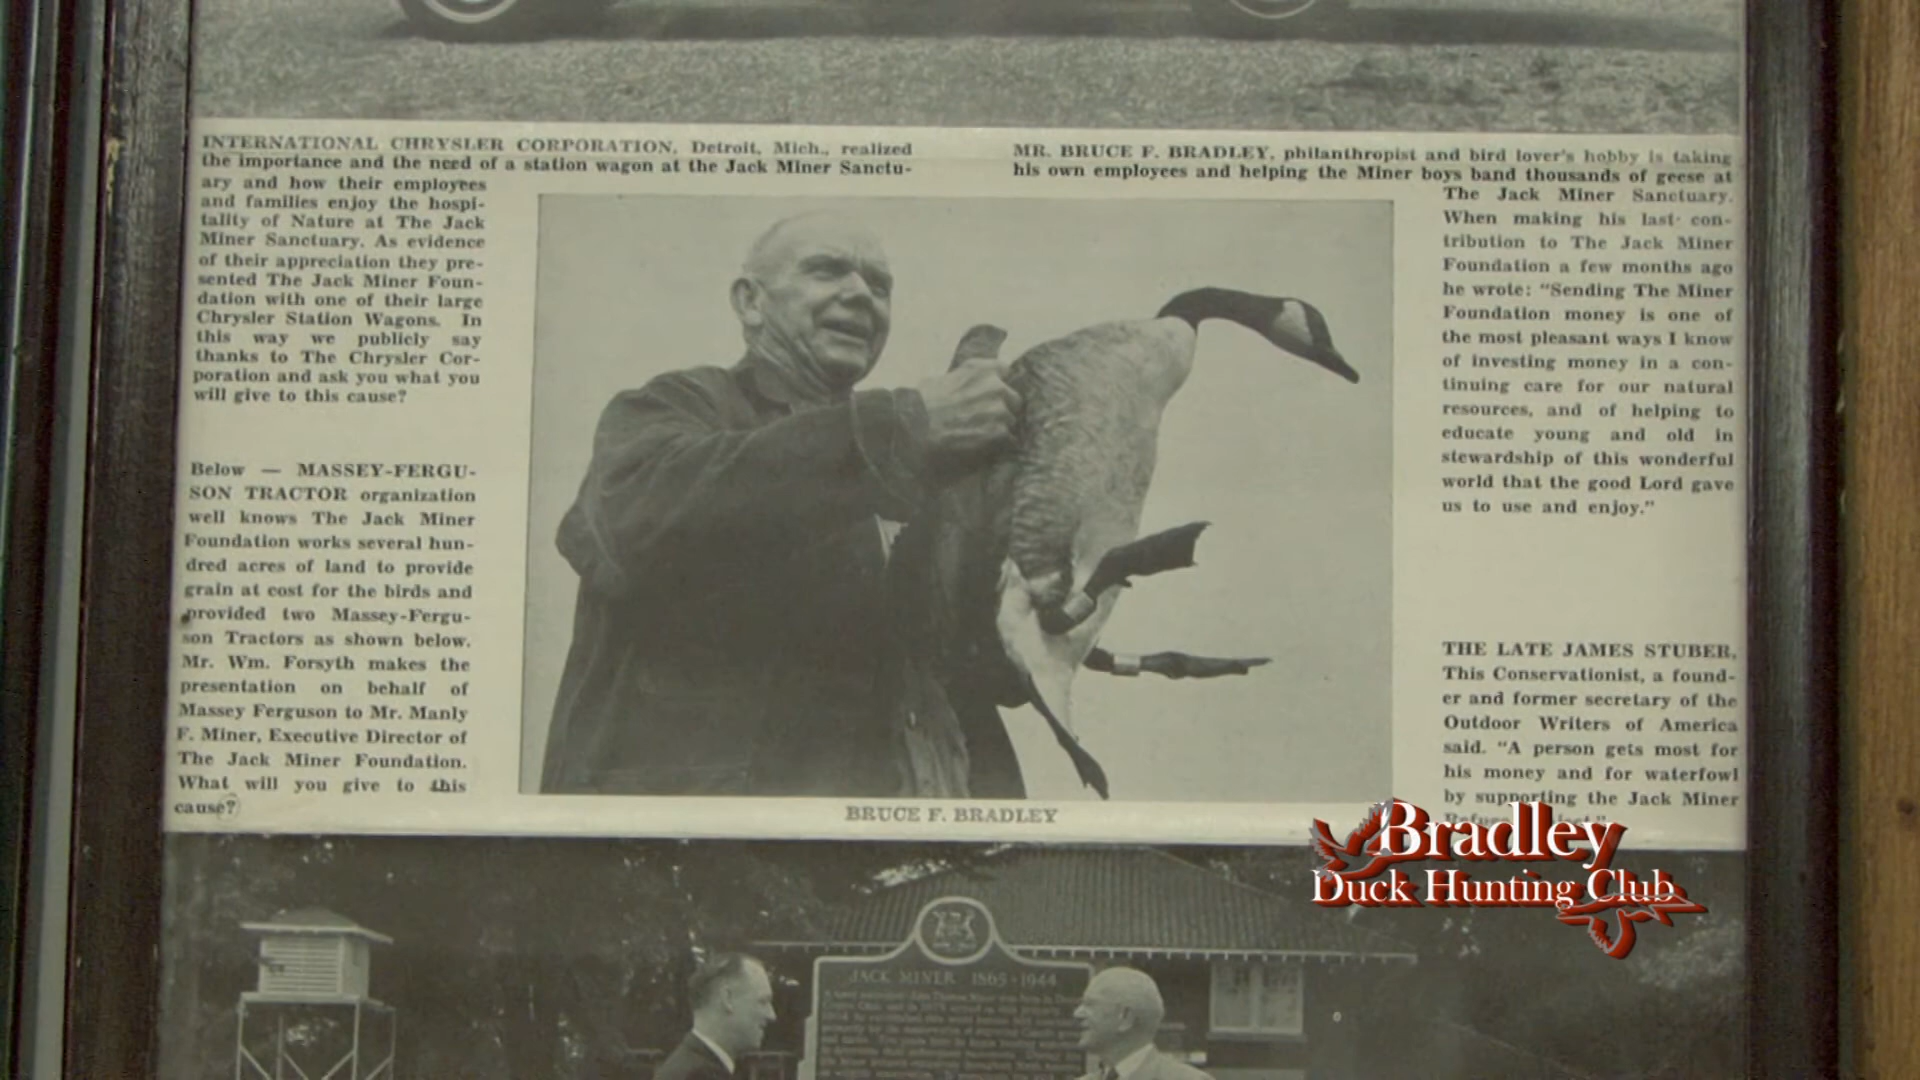 INTERNATIONAL CHRYSLER CORPORATION, Detroit, Mich., realized
the importance and the need of a station wagon at the Jack Miner Sanctu-
ary and how their employees
and families enjoy the hospi-
tality of Nature at The Jack
Miner Sanctuary. As evidence
of their appreciation they pre-
sented The Jack Miner Foun-
dation with one of their large
Chrysler Station Wagons. In
this way we publicly say
thanks to The Chrysler Cor-
poration and ask you what you
will give to this cause?
Below — MASSEY-FERGU-
SON TRACTOR organization
well knows The Jack Miner
Foundation works several hun-
dred acres of land to provide
grain at cost for the birds and
provided two Massey-Fergu-
son Tractors as shown below.
Mr. Wm. Forsyth makes the
presentation on behalf of
Massey Ferguson to Mr. Manly
F. Miner, Executive Director of
The Jack Miner Foundation.
What will you give to this
cause?
BRUCE F. BRADLEY
MR. BRUCE F. BRADLEY, philanthropist and bird lover's hobby is taking
his own employees and helping the Miner boys band thousands of geese at
The Jack Miner Sanctuary.
When making his last con-
tribution to The Jack Miner
Foundation a few months ago
he wrote: "Sending The Miner
Foundation money is one of
the most pleasant ways I know
of investing money in a con-
tinuing care for our natural
resources, and of helping to
educate young and old in
stewardship of this wonderful
world that the good Lord gave
us to use and enjoy."
THE LATE JAMES STUBER,
This Conservationist, a found-
er and former secretary of the
Outdoor Writers of America
said. "A person gets most for
his money and for waterfowl
by supporting the Jack Miner
Bradley
Duck Hunting Club
JACK MINER 1865-1944